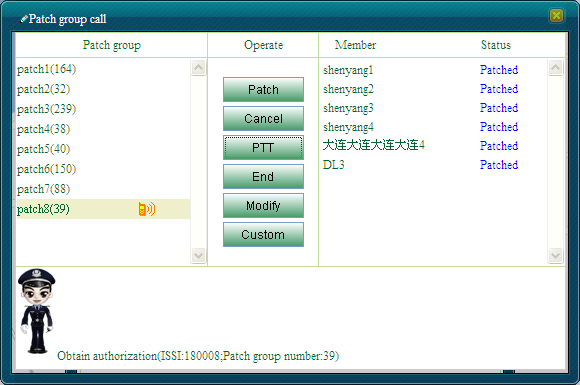 Patch group call
Patch group Operate Member Status
patch1(164)
patch2(32)
patch3(239)
patch4(38)
patch5(40)
patch6(150)
patch7(88)
patch8(39)
Patch
Cancel
PTT
End
Modify
Custom
shenyang1 Patched
shenyang2 Patched
shenyang3 Patched
shenyang4 Patched
大连大连大连大连4 Patched
DL3 Patched
Obtain authorization(ISSI:180008;Patch group number:39)